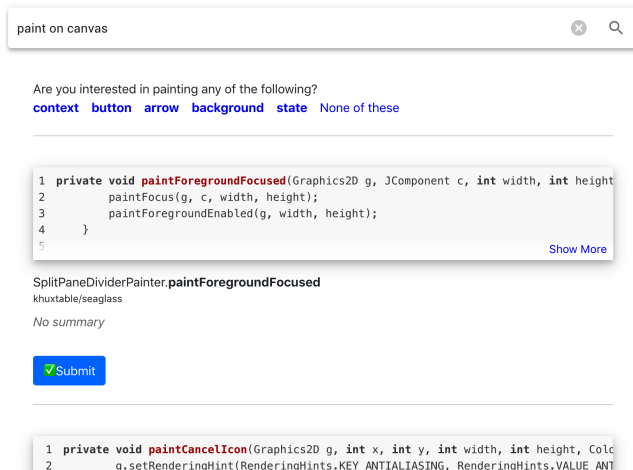 paint on canvas
Are you interested in painting any of the following?
context button arrow background state None of these
1 private void paintForegroundFocused(Graphics2D g, JComponent c, int width, int height
2 paintFocus(g, c, width, height);
3 paintForegroundEnabled(g, width, height);
4 }
5
Show More
SplitPaneDividerPainter.paintForegroundFocused
khuxtable/seaglass
No summary
✅Submit
1 private void paintCancelIcon(Graphics2D g, int x, int y, int width, int height, Colo
2 g.setRenderingHint(RenderingHints.KEY_ANTIALIASING, RenderingHints.VALUE_ANT